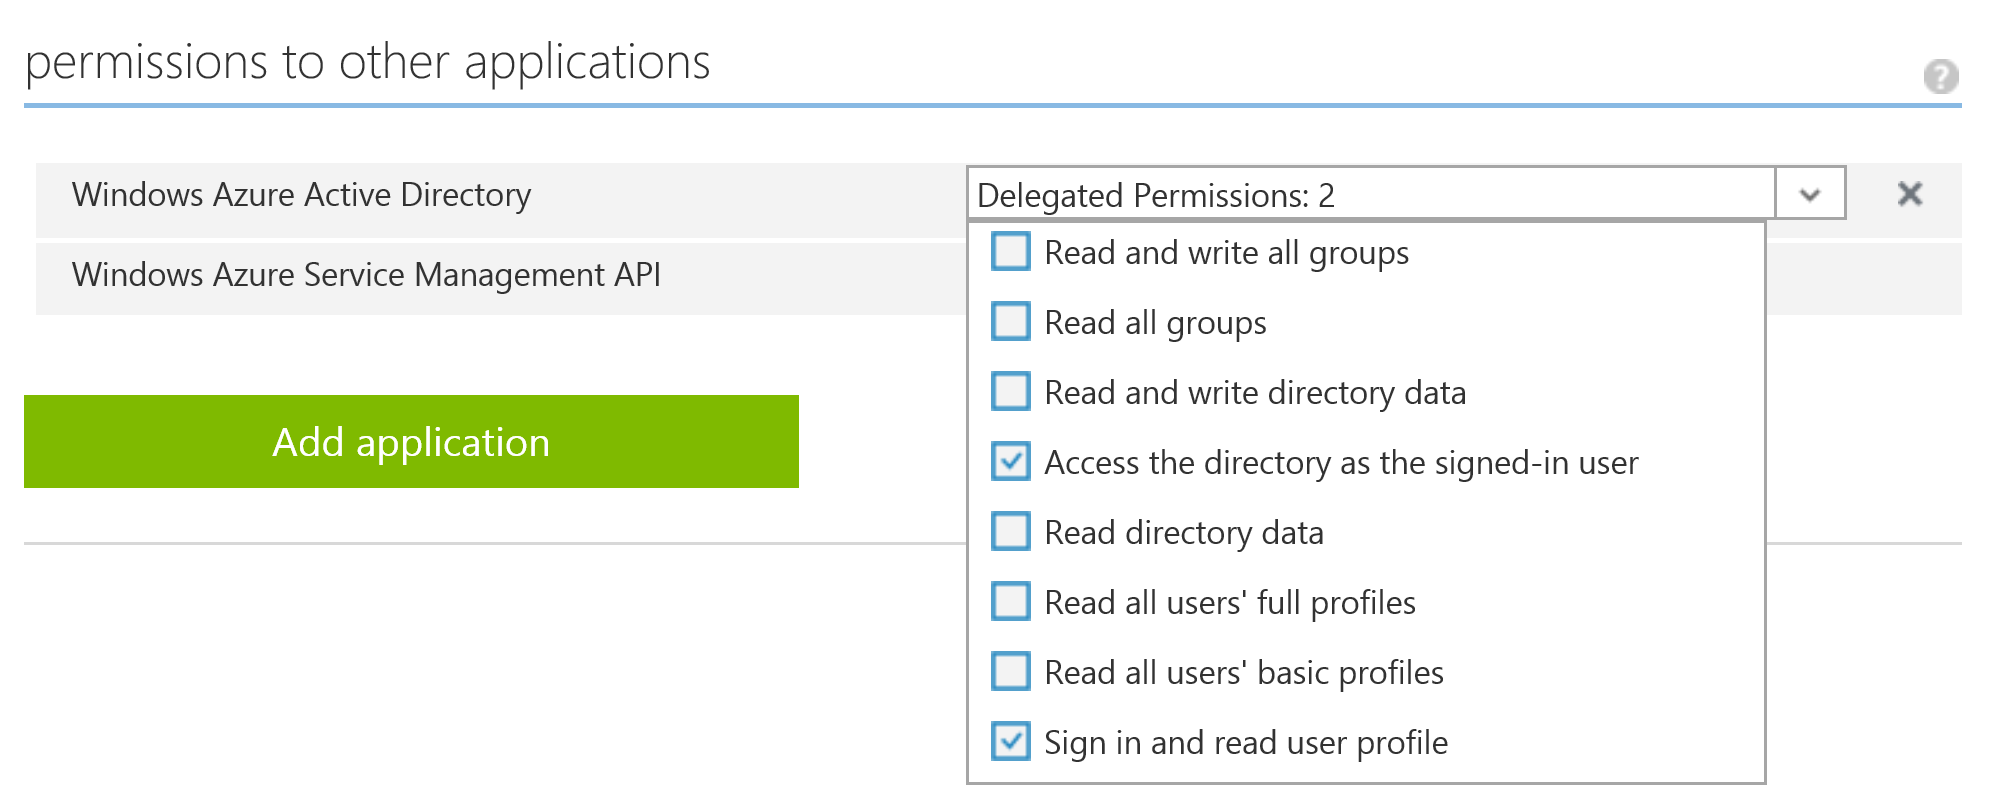 permissions to other applications
?
Windows Azure Active Directory
Delegated Permissions: 2
Windows Azure Service Management API
Read and write all groups
Read all groups
Read and write directory data
Access the directory as the signed-in user
Read directory data
Read all users' full profiles
Read all users' basic profiles
Sign in and read user profile
Add application